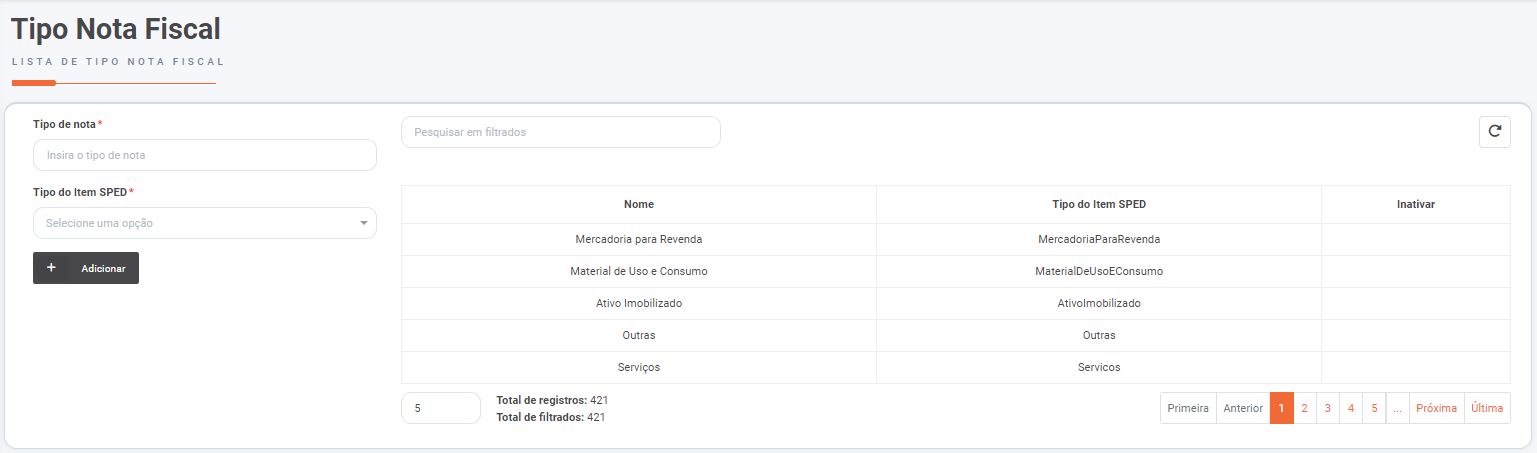 Tipo Nota Fiscal
LISTA DE TIPO NOTA FISCAL
Tipo de nota*
Insira o tipo de nota
Tipo do Item SPED*
Selecione uma opção
+ Adicionar
Pesquisar em filtrados
Nome Tipo do Item SPED Inativar
Mercadoria para Revenda MercadoriaParaRevenda
Material de Uso e Consumo MaterialDeUsoEConsumo
Ativo Imobilizado AtivoImobilizado
Outras Outras
Serviços Servicos
5
Total de registros: 421
Total de filtrados: 421
Primeira Anterior 1 2 3 4 5 ... Próxima Última